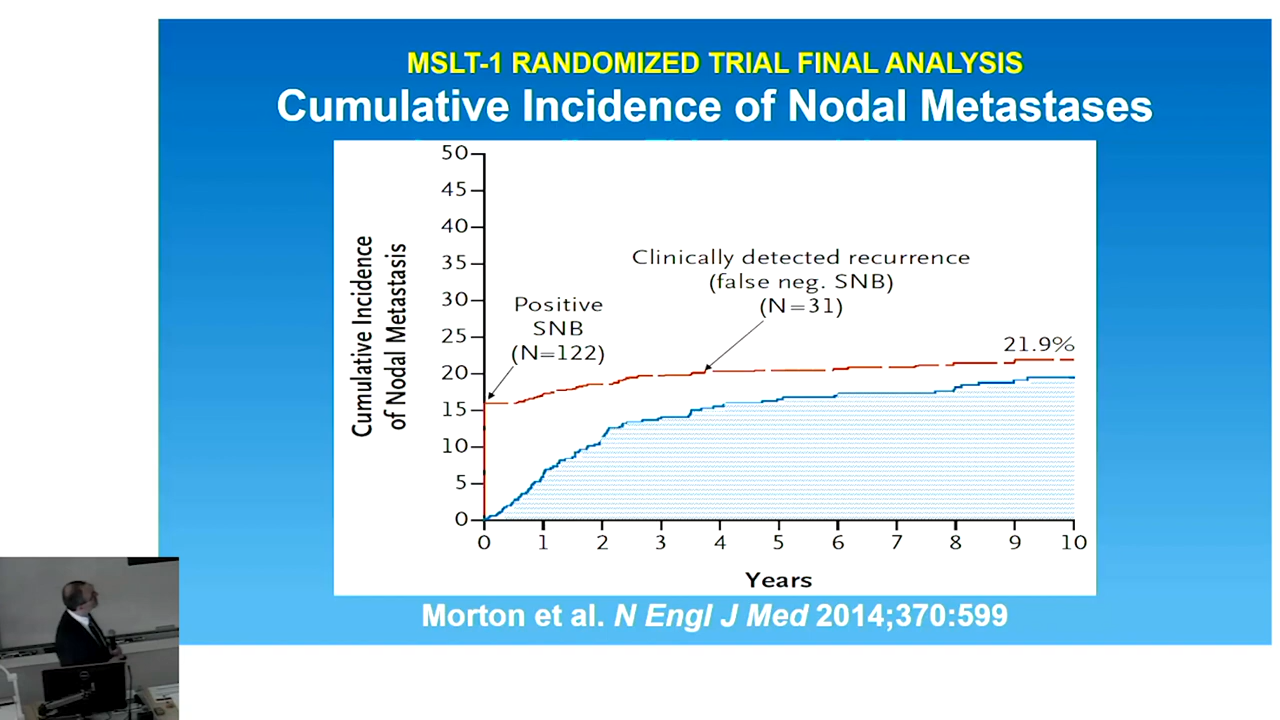 MSLT-1 RANDOMIZED TRIAL FINAL ANALYSIS
Cumulative Incidence of Nodal Metastases
50
45
40
35
30
25
20
15
10
5
0
Cumulative Incidence
of Nodal Metastasis
Positive
SNB
(N=122)
Clinically detected recurrence
(false neg. SNB)
(N=31)
21.9%
0 1 2 3 4 5 6 7 8 9 10
Years
Morton et al. N Engl J Med 2014;370:599